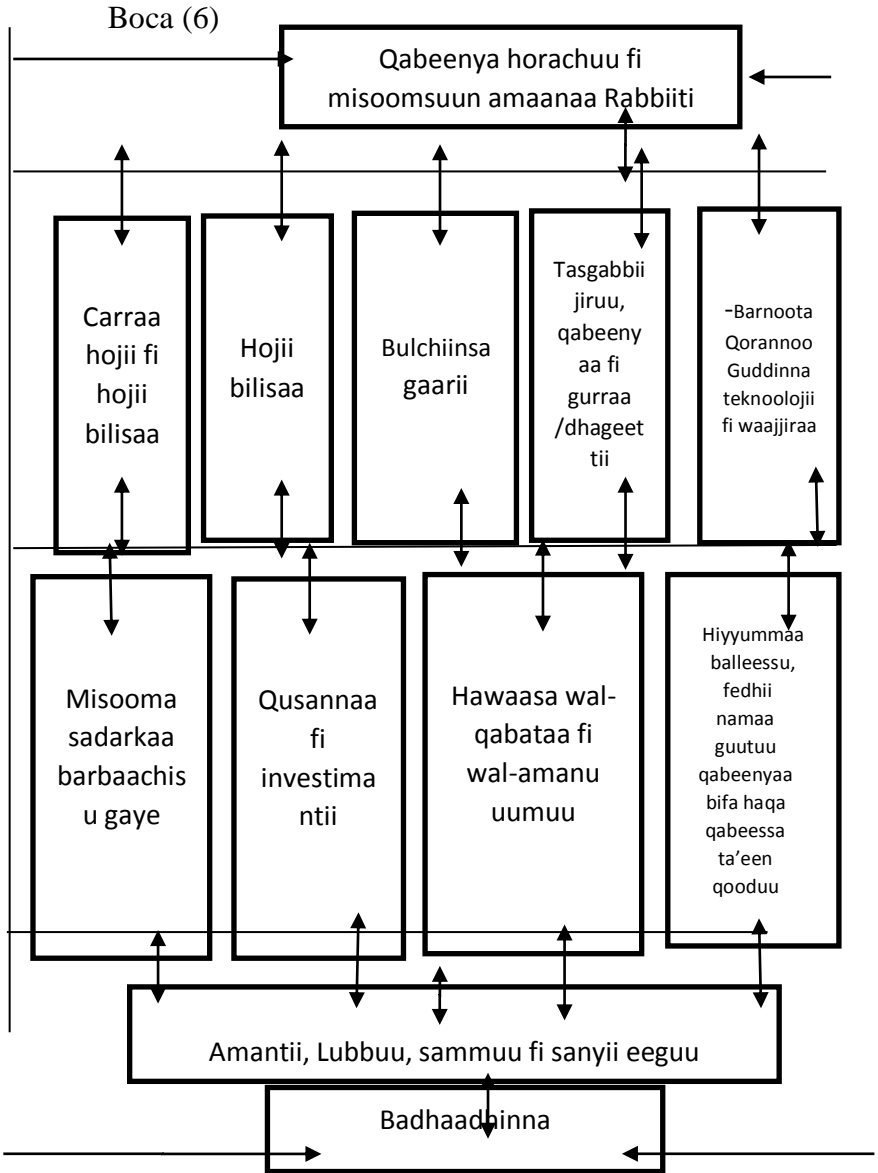 Boca (6)
Qabeenya horachuu fi
misoomsuun amaanaa Rabbiiti
Carraa
hojii fi
hojii
bilisaa
Hojii
bilisaa
Bulchiinsa
gaarii
Tasgabbii
jiruu,
qabeeny
aa fi
gurraa
/dhageet
tii
-Barnoota
Qorannoo
Guddinna
teknoolojii
fi waajjiraa
Misooma
sadarkaa
barbaachis
u gaye
Qusannaa
fi
investima
ntii
Hawaasa wal-
qabataa fi
wal-amanu
uumuu
Hiyyummaa
balleessu,
fedhii
namaa
guutuu
qabeenyaa
bifa haqa
qabeessa
ta’een
qooduu
Amantii, Lubbuu, sammuu fi sanyii eeguu
Badhaadhinna